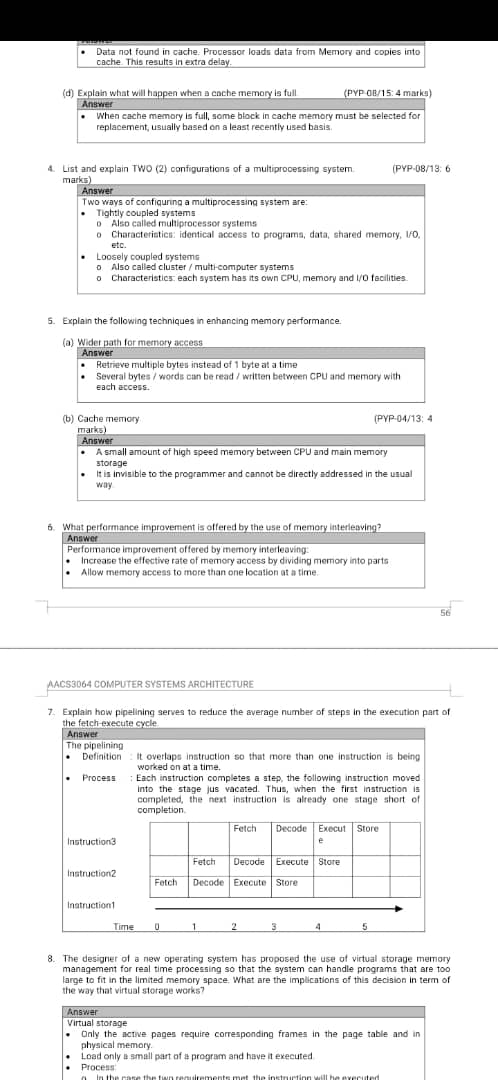 • Data not found in cache. Processor loads data from Memory and copies into
cache. This results in extra delay.
(d) Explain what will happen when a cache memory is full. (PYP-08/15: 4 marks)
Answer
• When cache memory is full, some block in cache memory must be selected for
replacement, usually based on a least recently used basis.
4. List and explain TWO (2) configurations of a multiprocessing system. (PYP-08/13: 6
marks)
Answer
Two ways of configuring a multiprocessing system are:
• Tightly coupled systems
o Also called multiprocessor systems
o Characteristics: identical access to programs, data, shared memory, I/O,
etc.
• Loosely coupled systems
o Also called cluster / multi-computer systems
o Characteristics: each system has its own CPU, memory and I/O facilities.
5. Explain the following techniques in enhancing memory performance.
(a) Wider path for memory access
Answer
• Retrieve multiple bytes instead of 1 byte at a time
• Several bytes / words can be read / written between CPU and memory with
each access.
(b) Cache memory (PYP-04/13: 4
marks)
Answer
• A small amount of high speed memory between CPU and main memory
storage
• It is invisible to the programmer and cannot be directly addressed in the usual
way.
6. What performance improvement is offered by the use of memory interleaving?
Answer
Performance improvement offered by memory interleaving:
• Increase the effective rate of memory access by dividing memory into parts
• Allow memory access to more than one location at a time.
56
AACS3064 COMPUTER SYSTEMS ARCHITECTURE
7. Explain how pipelining serves to reduce the average number of steps in the execution part of
the fetch-execute cycle.
Answer
The pipelining
• Definition : It overlaps instruction so that more than one instruction is being
worked on at a time.
• Process : Each instruction completes a step, the following instruction moved
into the stage jus vacated. Thus, when the first instruction is
completed, the next instruction is already one stage short of
completion.
Fetch Decode Execut Store
e
Instruction3
Fetch Decode Execute Store
Instruction2
Fetch Decode Execute Store
Instruction1
Time 0 1 2 3 4 5
8. The designer of a new operating system has proposed the use of virtual storage memory
management for real time processing so that the system can handle programs that are too
large to fit in the limited memory space. What are the implications of this decision in term of
the way that virtual storage works?
Answer
Virtual storage
• Only the active pages require corresponding frames in the page table and in
physical memory.
• Load only a small part of a program and have it executed.
• Process:
o In the case the two requirements met, the instruction will be executed